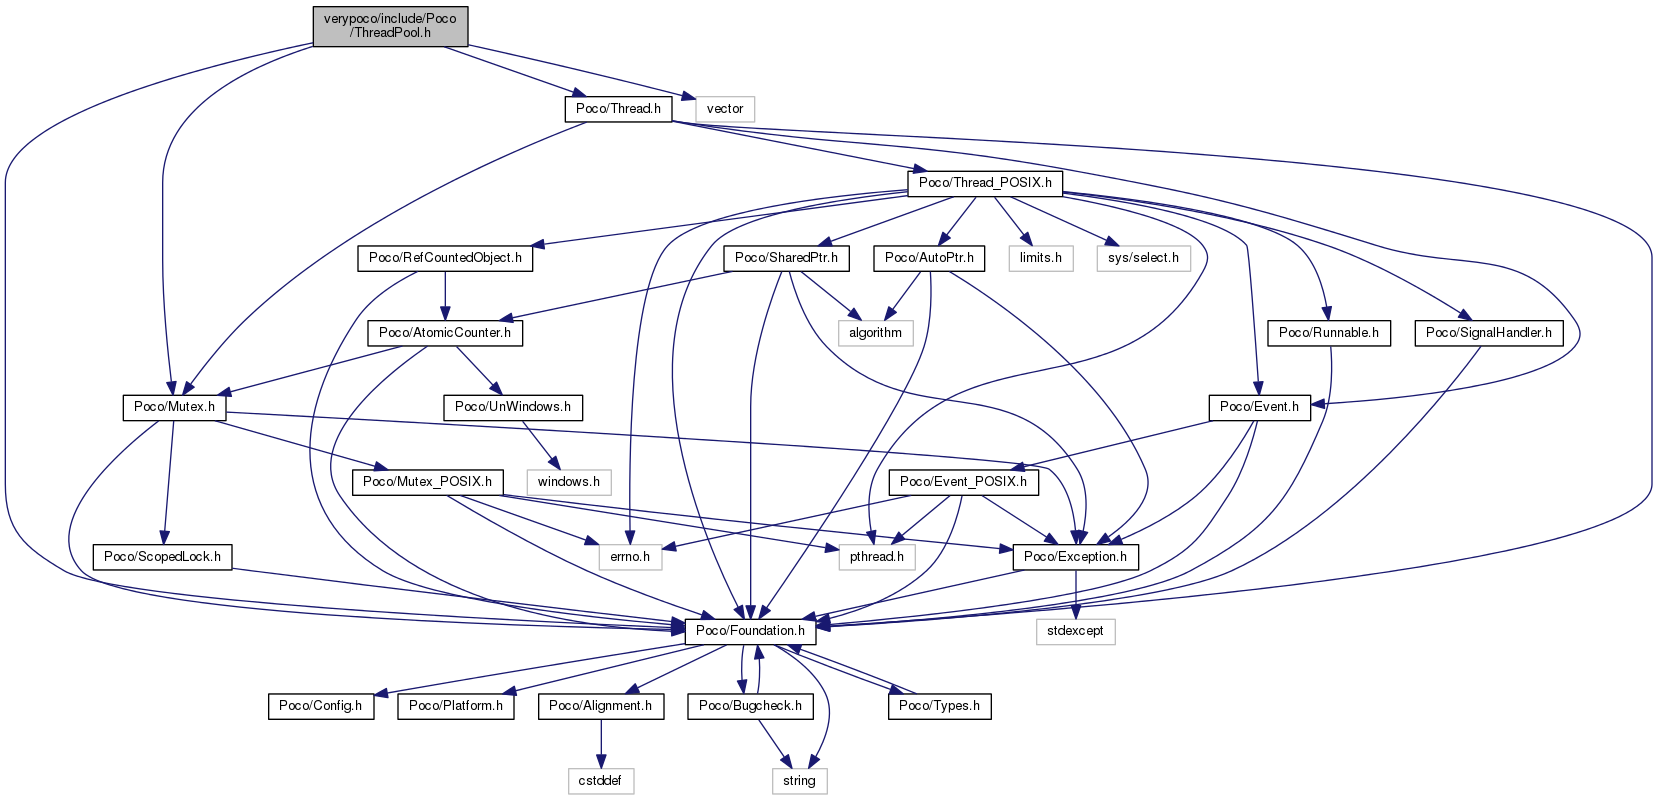 verypoco/include/Poco
/ThreadPool.h
Poco/Thread.h
vector
Poco/Thread_POSIX.h
Poco/RefCountedObject.h
Poco/SharedPtr.h
Poco/AutoPtr.h
limits.h
sys/select.h
Poco/AtomicCounter.h
algorithm
Poco/Runnable.h
Poco/SignalHandler.h
Poco/Mutex.h
Poco/UnWindows.h
Poco/Event.h
Poco/Mutex_POSIX.h
windows.h
Poco/Event_POSIX.h
Poco/ScopedLock.h
errno.h
pthread.h
Poco/Exception.h
Poco/Foundation.h
stdexcept
Poco/Config.h
Poco/Platform.h
Poco/Alignment.h
Poco/Bugcheck.h
Poco/Types.h
cstddef
string